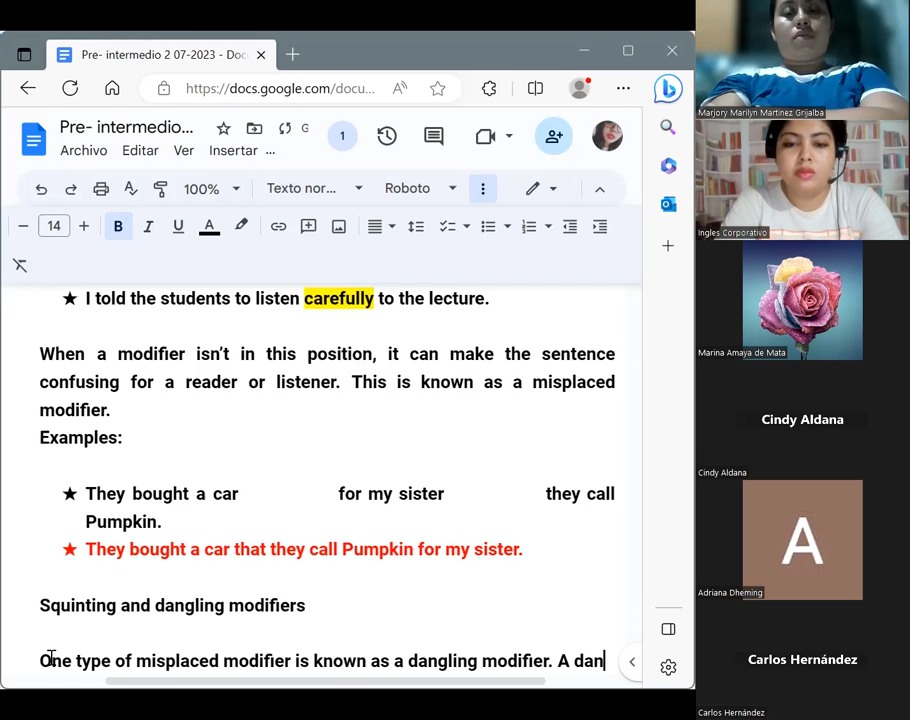 Pre- intermedio 2 07-2023 - Doc
https://docs.google.com/docu...
Pre- intermedio...
G
1
Archivo Editar Ver Insertar ...
100% Texto nor... Roboto
14 B I U A
★ I told the students to listen carefully to the lecture.
When a modifier isn't in this position, it can make the sentence
confusing for a reader or listener. This is known as a misplaced
modifier.
Examples:
★ They bought a car for my sister they call
Pumpkin.
★ They bought a car that they call Pumpkin for my sister.
Squinting and dangling modifiers
One type of misplaced modifier is known as a dangling modifier. A dan
Marjory Marilyn Martinez Grijalba
Ingles Corporativo
Marina Amaya de Mata
Cindy Aldana
Cindy Aldana
A
Adriana Dheming
Carlos Hernández
Carlos Hernández